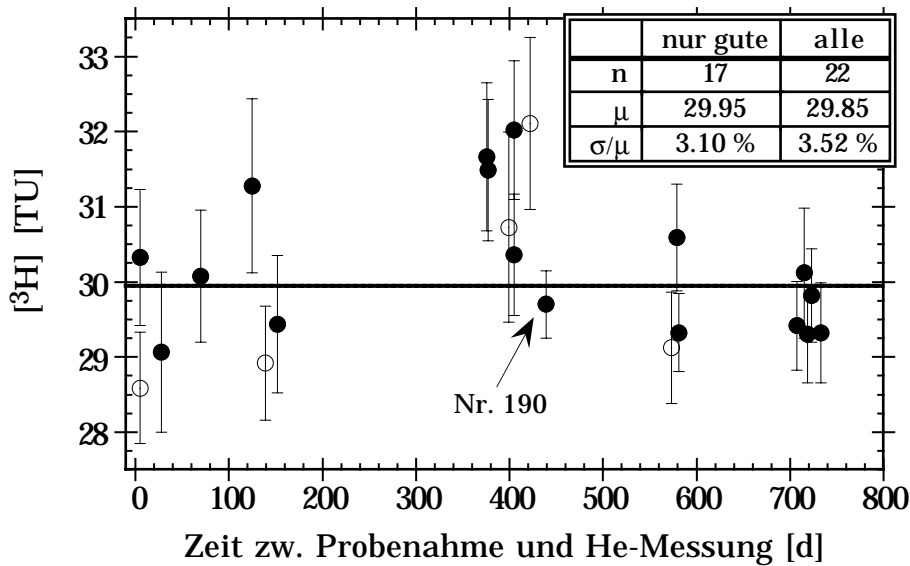 nur gute alle
n 17 22
μ 29.95 29.85
σ/μ 3.10 % 3.52 %
[³H] [TU]
33
32
31
30
29
28
Nr. 190
0 100 200 300 400 500 600 700 800
Zeit zw. Probenahme und He-Messung [d]